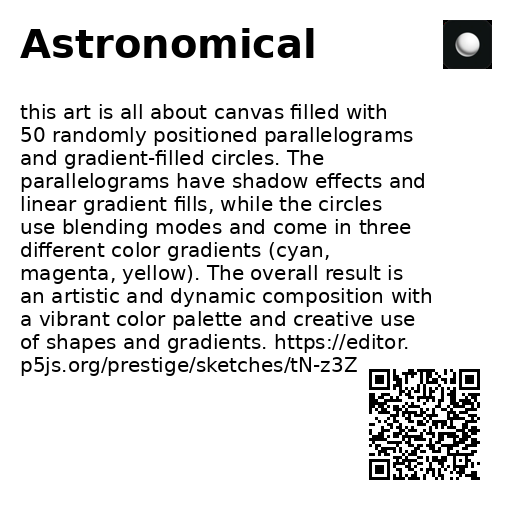 Astronomical
this art is all about canvas filled with
50 randomly positioned parallelograms
and gradient-filled circles. The
parallelograms have shadow effects and
linear gradient fills, while the circles
use blending modes and come in three
different color gradients (cyan,
magenta, yellow). The overall result is
an artistic and dynamic composition with
a vibrant color palette and creative use
of shapes and gradients. https://editor.
p5js.org/prestige/sketches/tN-z3Z